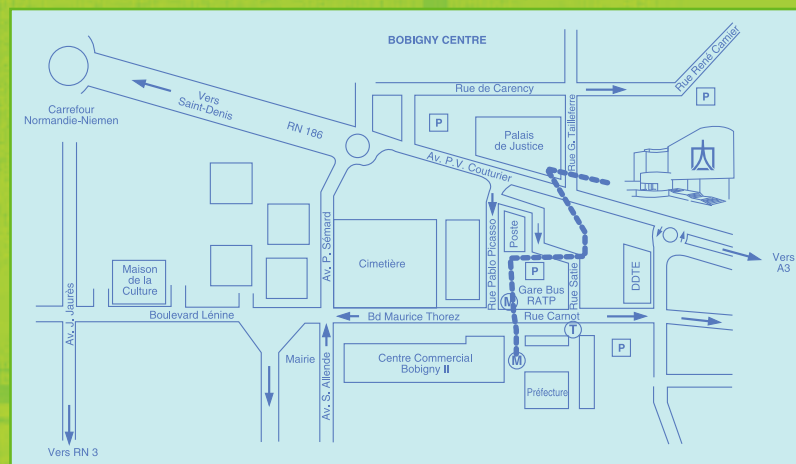 BOBIGNY CENTRE
Rue René Camier
Rue de Carency
P
Carrefour
Normandie-Niemen
Vers
Saint-Denis
RN 186
P
Palais
de Justice
Rue G. Tailleferre
Av. P.V. Couturier
Av. P. Sémard
Cimetière
Rue Pablo Picasso
Poste
P
Gare Bus
RATP
Rue Satie
DDTE
Vers
A3
Maison
de la
Culture
Av. J. Jaurès
Boulevard Lénine
Bd Maurice Thorez
M
Rue Carnot
T
Mairie
Av. S. Allende
Centre Commercial
Bobigny II
M
Préfecture
P
Vers RN 3